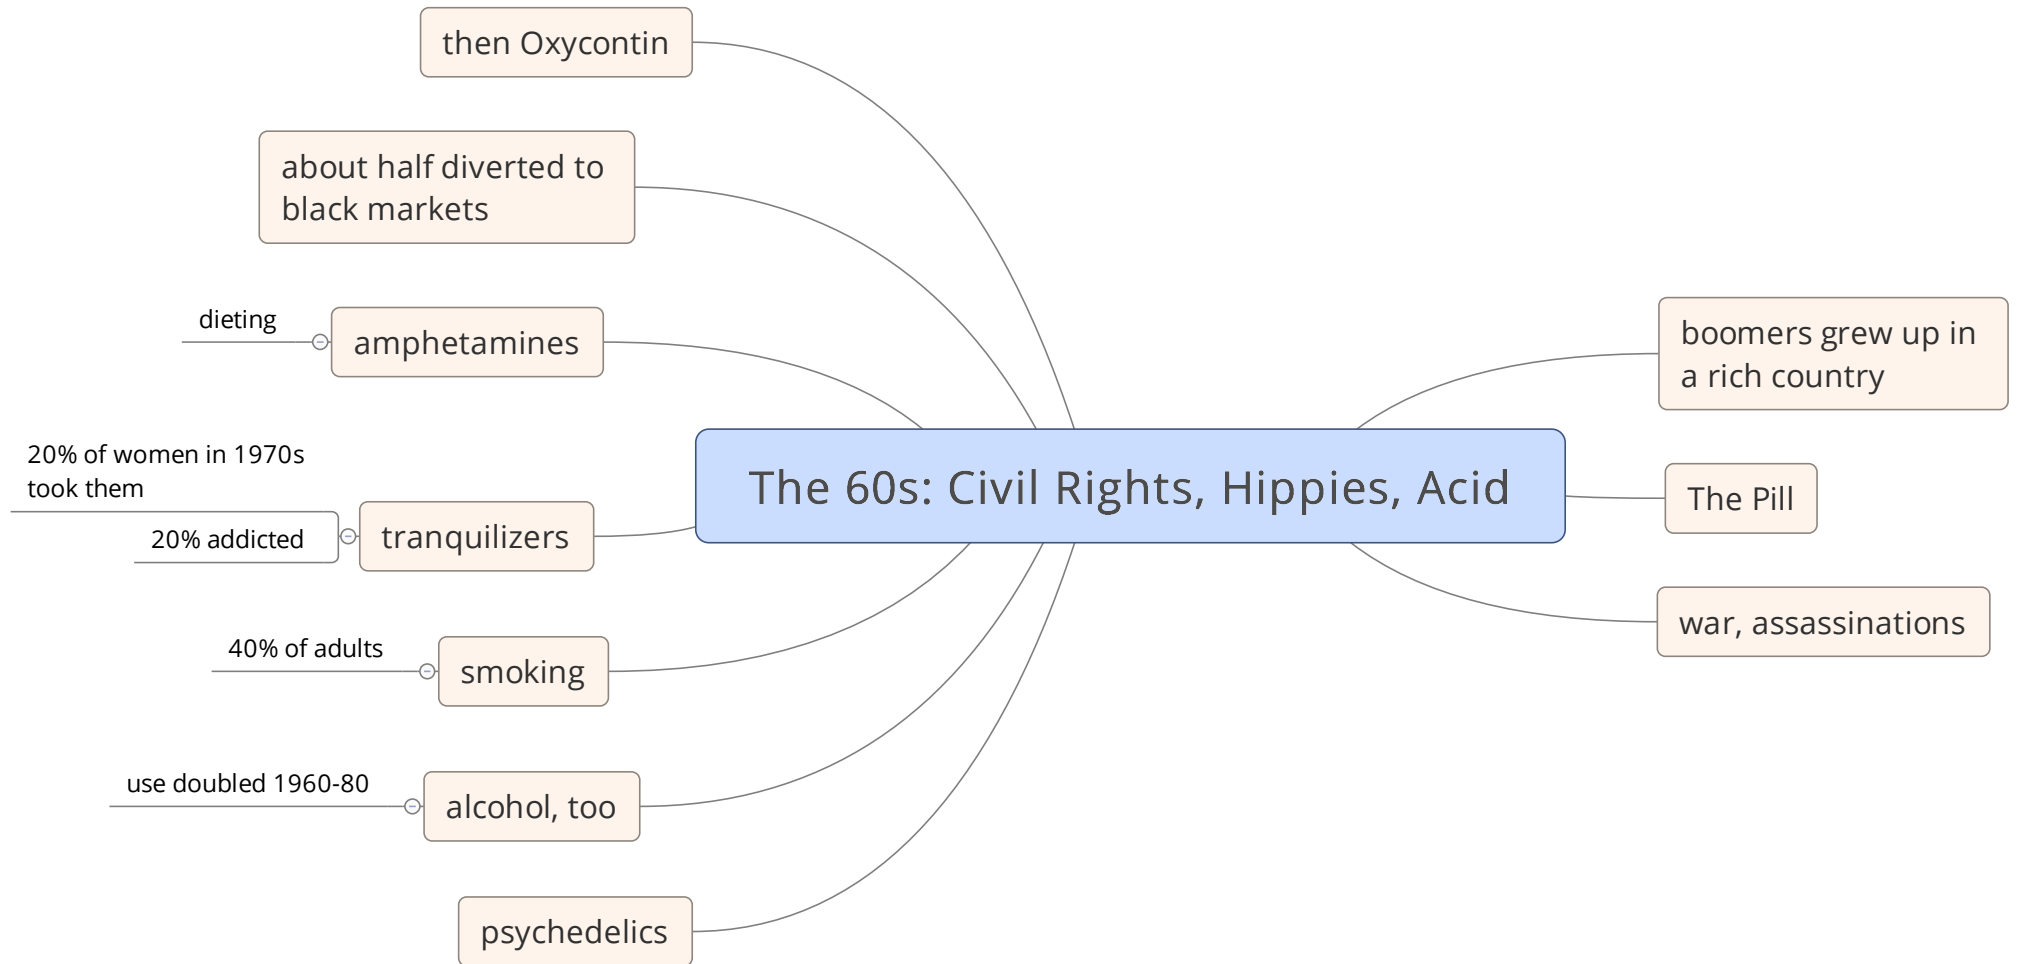 then Oxycontin
about half diverted to
black markets
dieting
amphetamines
20% of women in 1970s
took them
20% addicted
tranquilizers
40% of adults
smoking
use doubled 1960-80
alcohol, too
psychedelics
The 60s: Civil Rights, Hippies, Acid
boomers grew up in
a rich country
The Pill
war, assassinations